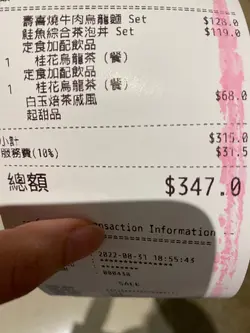 壽喜燒牛肉烏龍麵 Set $128.0
鮭魚綜合茶泡丼 Set $119.0
定食加配飲品
1 桂花烏龍茶 (餐)
定食加配飲品
1 桂花烏龍茶 (餐)
白玉焙茶戚風 $68.0
起甜品
小計 $315.0
服務費(10%) $31.5
總額 $347.0
nsaction Information
2022-08-31 18:55:43
000430
SALE